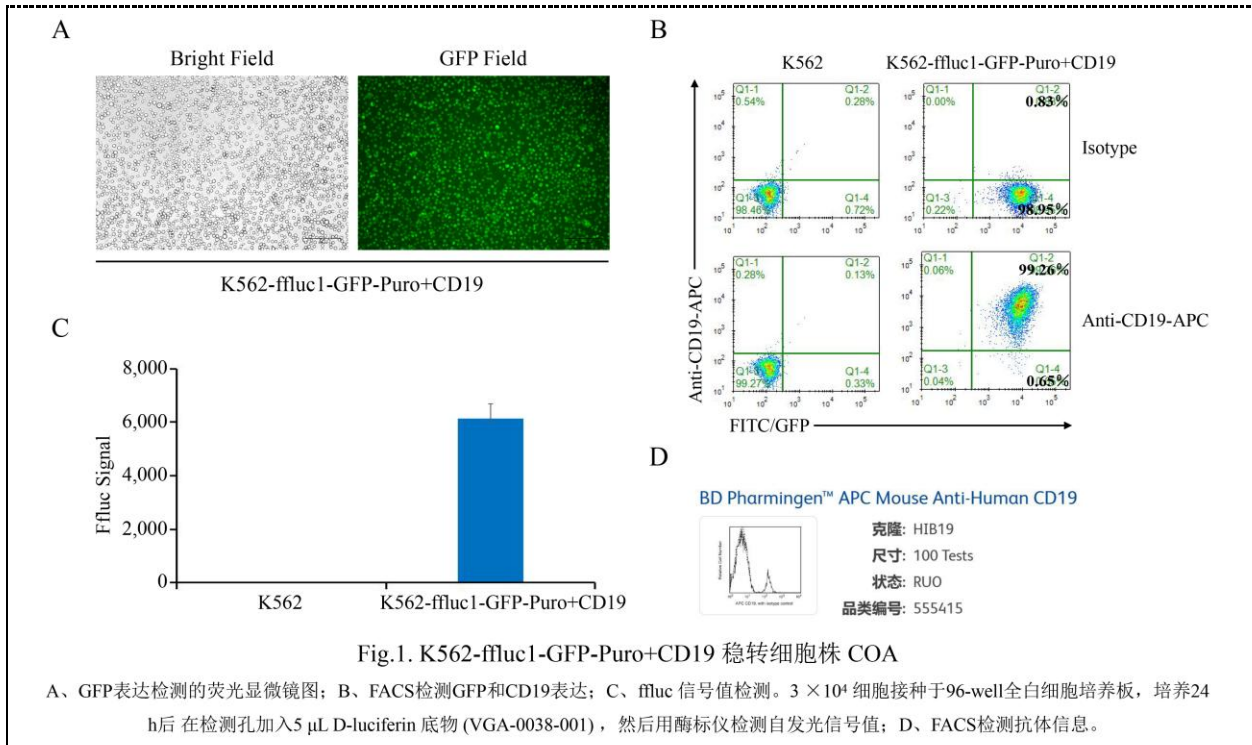 A
Bright Field
GFP Field
K562-ffluc1-GFP-Puro+CD19
B
K562
K562-ffluc1-GFP-Puro+CD19
Q1-1
0.54%
Q1-2
0.28%
Q1-3
98.46%
Q1-4
0.72%
Q1-1
0.00%
Q1-2
0.83%
Q1-3
0.22%
Q1-4
98.95%
Isotype
Q1-1
0.28%
Q1-2
0.13%
99.27%
Q1-4
0.33%
Q1-1
0.06%
Q1-2
99.26%
Q1-3
0.04%
Q1-4
0.65%
Anti-CD19-APC
Anti-CD19-APC
FITC/GFP
C
Ffluc Signal
8,000
6,000
4,000
2,000
0
K562
K562-ffluc1-GFP-Puro+CD19
D
BD Pharmingen™ APC Mouse Anti-Human CD19
克隆: HIB19
尺寸: 100 Tests
状态: RUO
品类编号: 555415
Fig.1. K562-ffluc1-GFP-Puro+CD19 稳转细胞株 COA
A、GFP表达检测的荧光显微镜图；B、FACS检测GFP和CD19表达；C、ffluc 信号值检测。3 ×10⁴ 细胞接种于96-well全白细胞培养板，培养24
h后 在检测孔加入5 μL D-luciferin 底物 (VGA-0038-001) ，然后用酶标仪检测自发光信号值；D、FACS检测抗体信息。